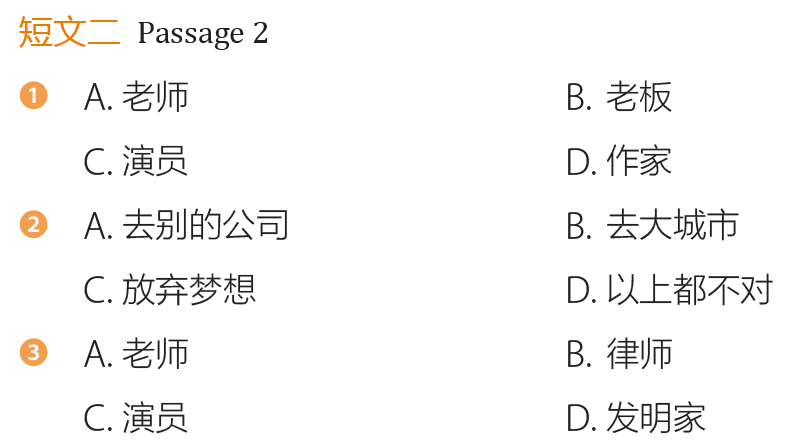 短文二 Passage 2
1 A. 老师 B. 老板
C. 演员 D. 作家
2 A. 去别的公司 B. 去大城市
C. 放弃梦想 D. 以上都不对
3 A. 老师 B. 律师
C. 演员 D. 发明家